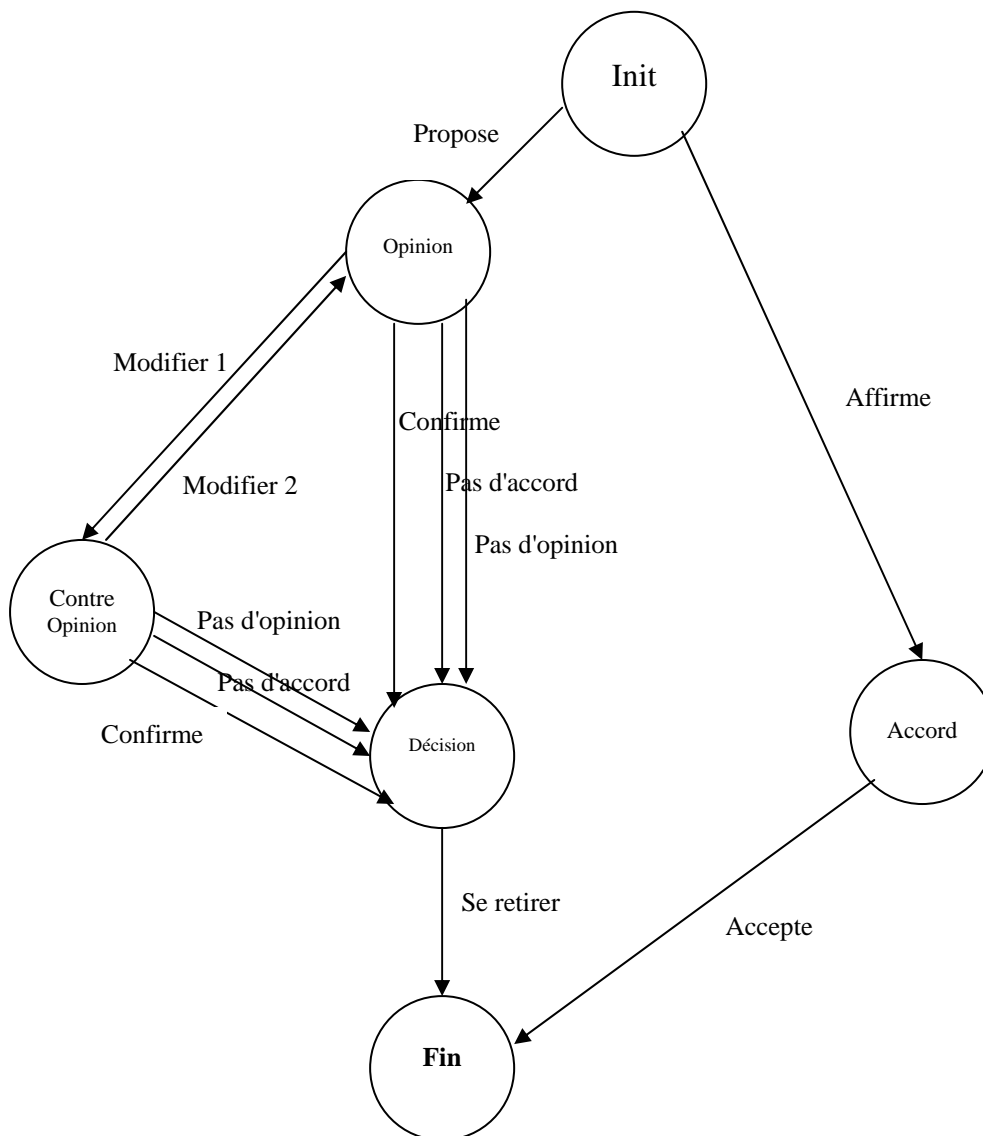 Init
Propose
Opinion
Modifier 1
Affirme
Confirme
Modifier 2
Pas d'accord
Pas d'opinion
Contre
Opinion
Pas d'opinion
Pas d'accord
Confirme
Décision
Accord
Se retirer
Accepte
Fin